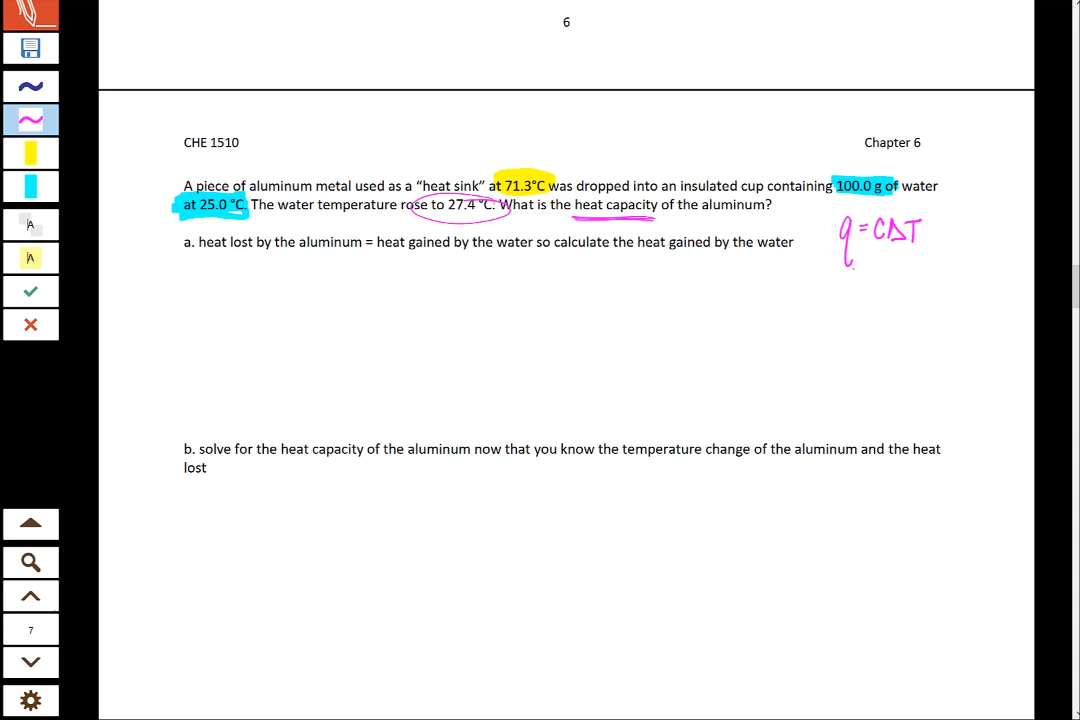 6
CHE 1510
Chapter 6
A piece of aluminum metal used as a “heat sink” at 71.3°C was dropped into an insulated cup containing 100.0 g of water
at 25.0 °C. The water temperature rose to 27.4 °C. What is the heat capacity of the aluminum?
q = CΔT
a. heat lost by the aluminum = heat gained by the water so calculate the heat gained by the water
b. solve for the heat capacity of the aluminum now that you know the temperature change of the aluminum and the heat
lost
A
A
7